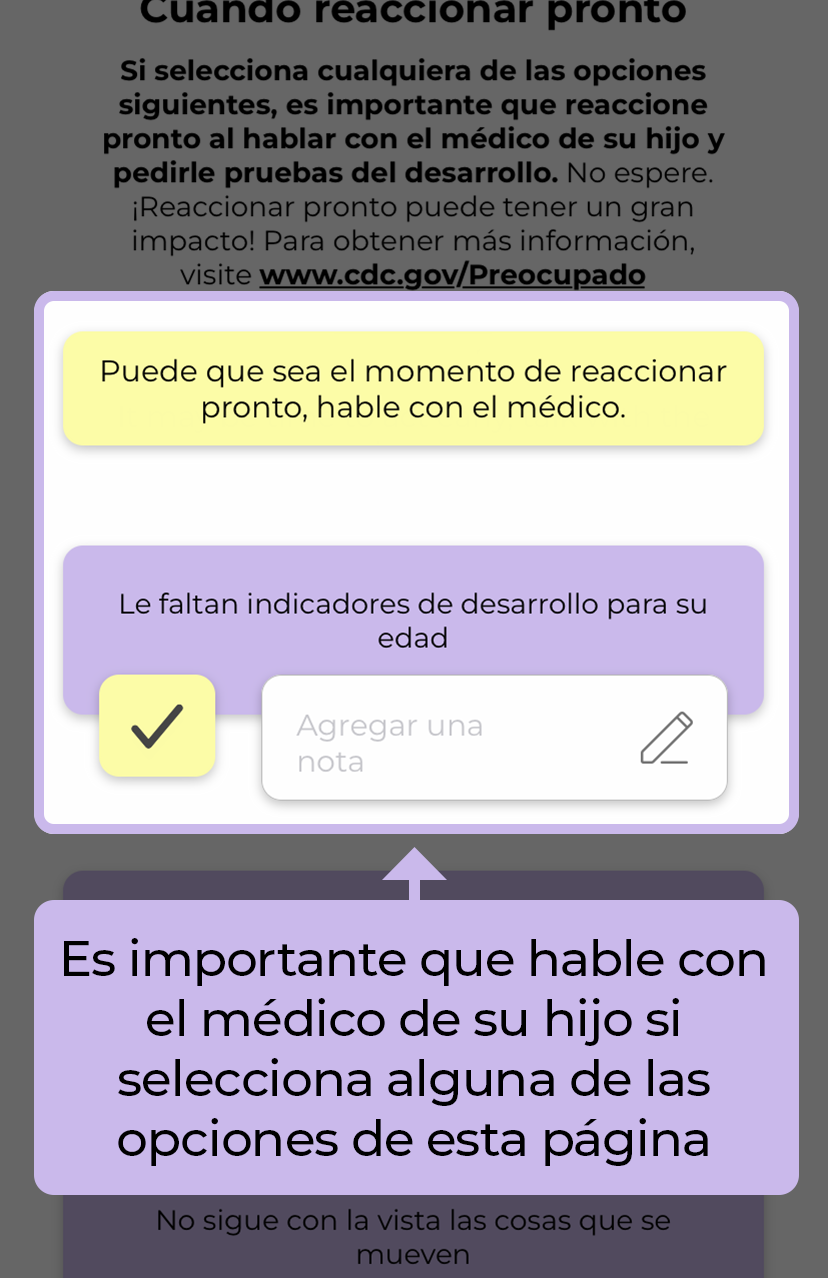 Cuándo reaccionar pronto
Si selecciona cualquiera de las opciones
siguientes, es importante que reaccione
pronto al hablar con el médico de su hijo y
pedirle pruebas del desarrollo. No espere.
¡Reaccionar pronto puede tener un gran
impacto! Para obtener más información,
visite www.cdc.gov/Preocupado
Puede que sea el momento de reaccionar
pronto, hable con el médico.
Le faltan indicadores de desarrollo para su
edad
Agregar una
nota
Es importante que hable con
el médico de su hijo si
selecciona alguna de las
opciones de esta página
No sigue con la vista las cosas que se
mueven